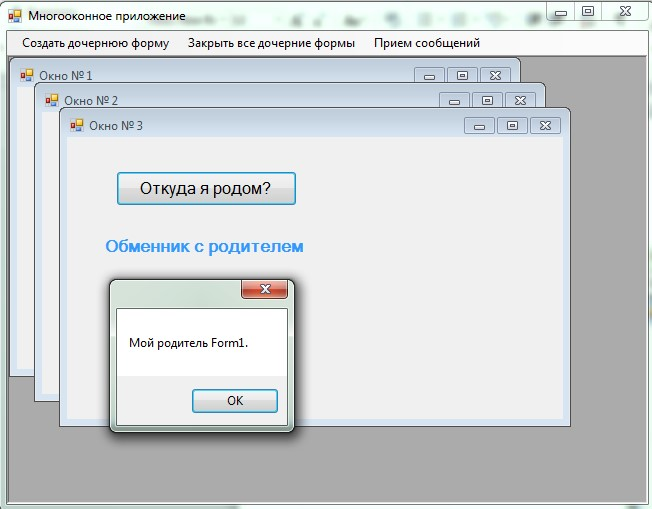 Многооконное приложение
Создать дочернюю форму Закрыть все дочерние формы Прием сообщений
Окно № 1
Окно № 2
Окно № 3
Откуда я родом?
Обменник с родителем
Мой родитель Form1.
OK